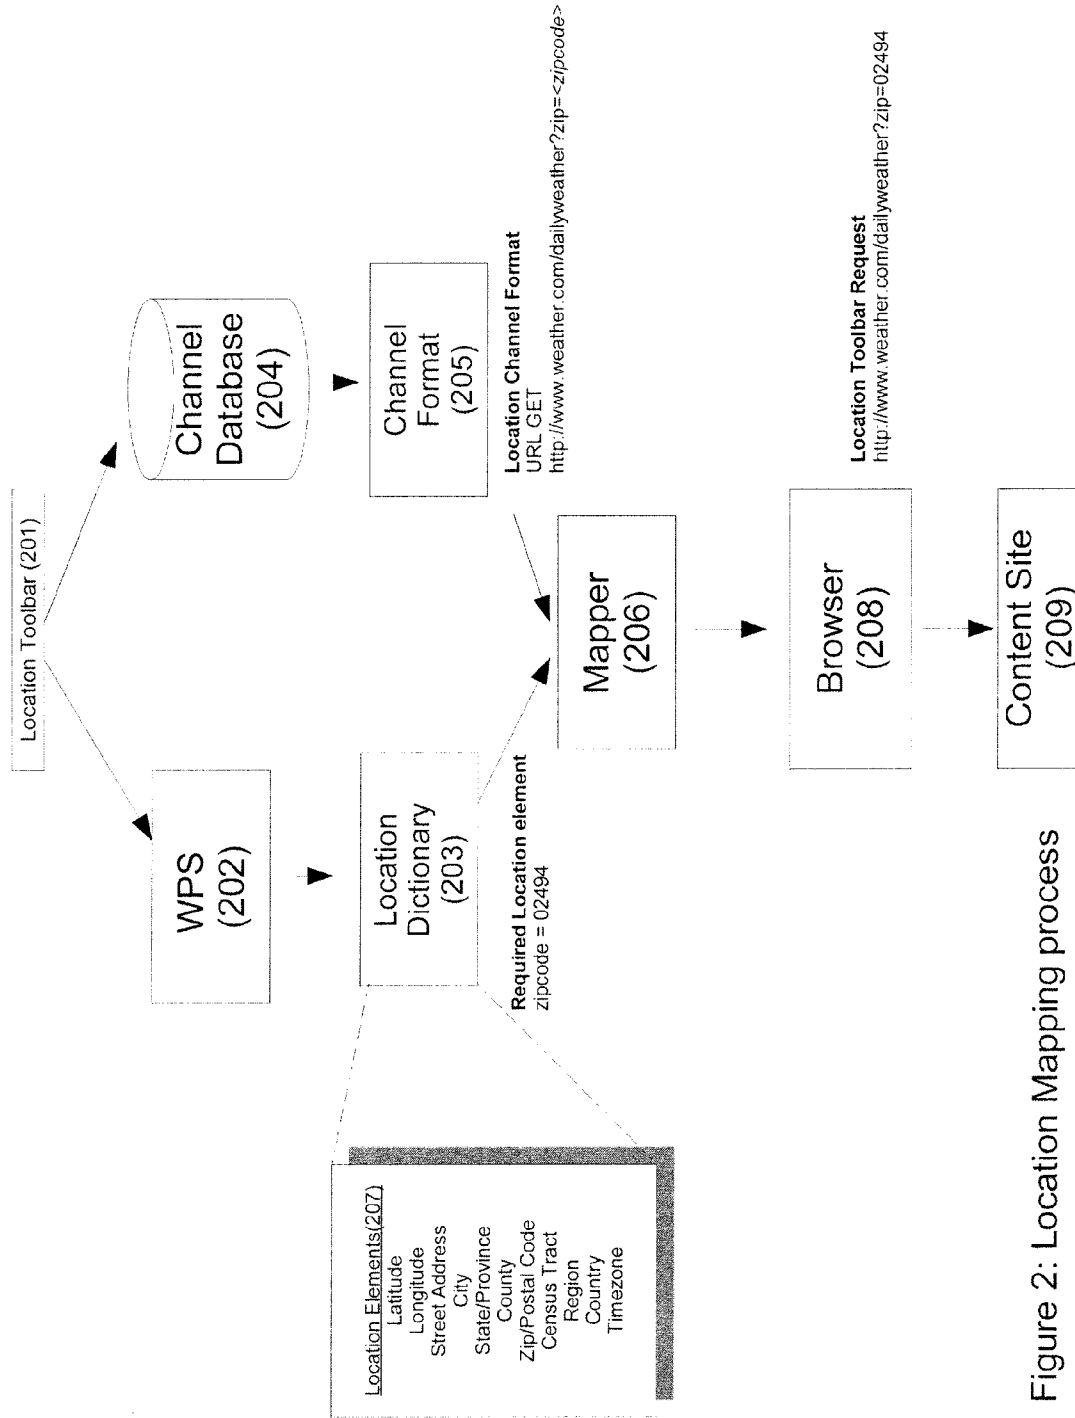 Location Toolbar (201)
WPS
(202)
Channel
Database
(204)
Location
Dictionary
(203)
Channel
Format
(205)
Location Elements(207)
Latitude
Longitude
Street Address
City
State/Province
County
Zip/Postal Code
Census Tract
Region
Country
Timezone
Required Location element
zipcode = 02494
Location Channel Format
URL GET
http://www.weather.com/dailyweather?zip=<zipcode>
Mapper
(206)
Browser
(208)
Location Toolbar Request
http://www.weather.com/dailyweather?zip=02494
Content Site
(209)
Figure 2: Location Mapping process